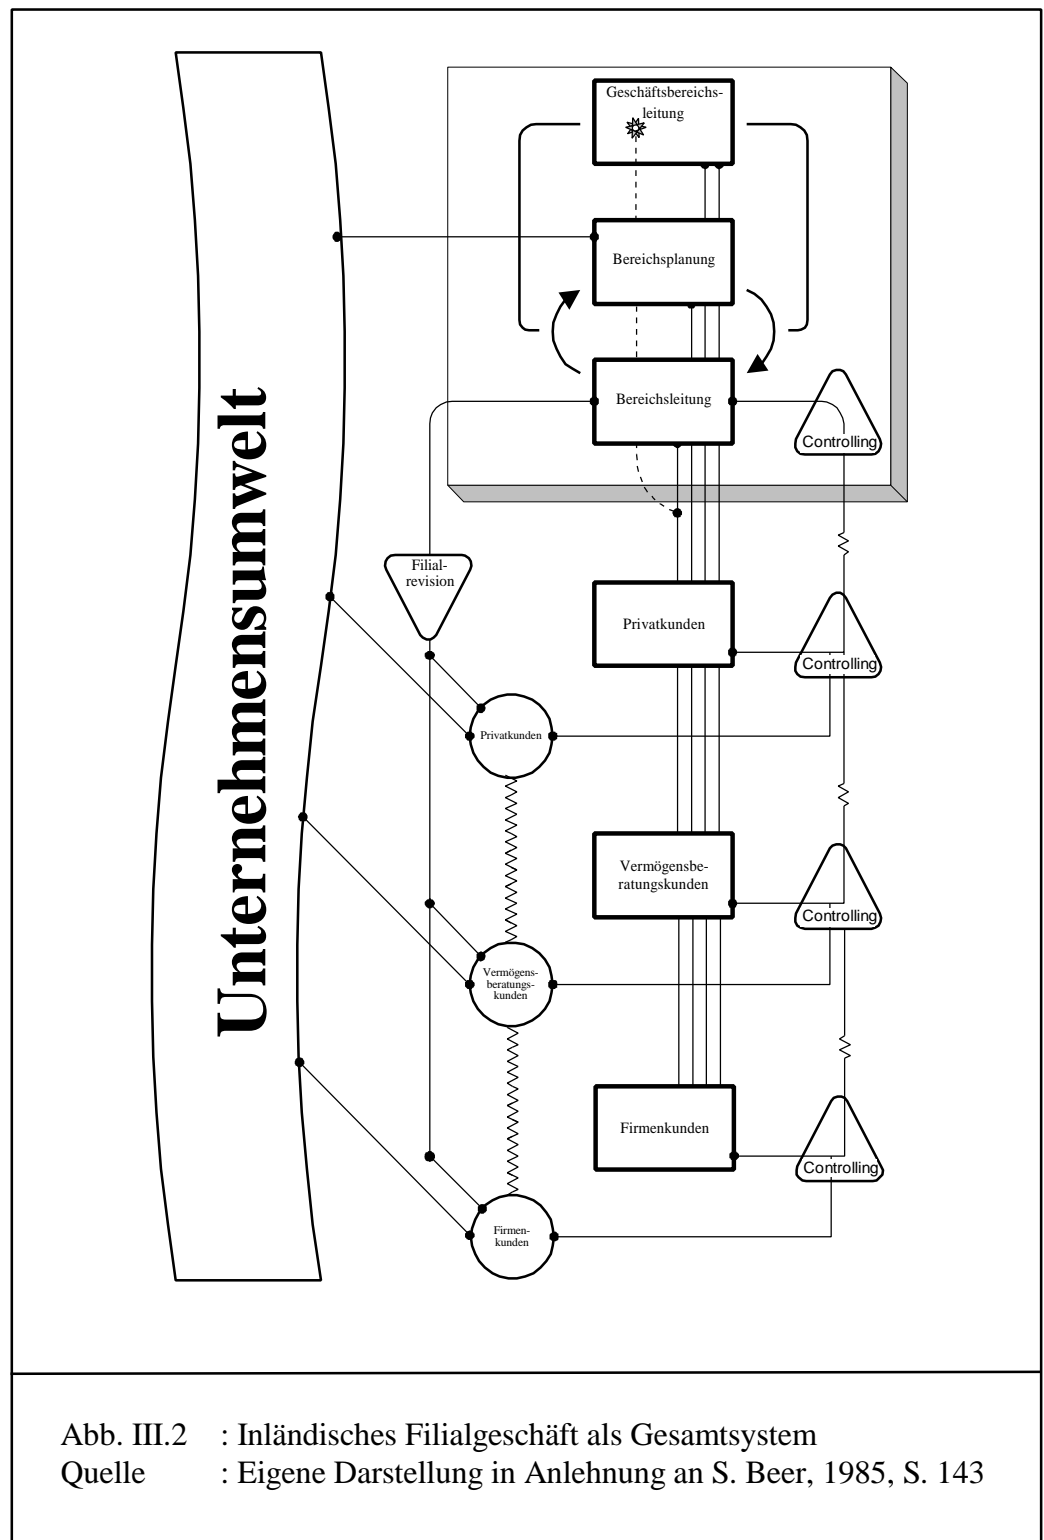 Geschäftsbereichs-
leitung
Bereichsplanung
Bereichsleitung
Controlling
Unternehmensumwelt
Filial-
revision
Privatkunden
Controlling
Privatkunden
Vermögensbe-
ratungskunden
Controlling
Vermögens-
beratungs-
kunden
Firmenkunden
Controlling
Firmen-
kunden
Abb. III.2 : Inländisches Filialgeschäft als Gesamtsystem
Quelle : Eigene Darstellung in Anlehnung an S. Beer, 1985, S. 143